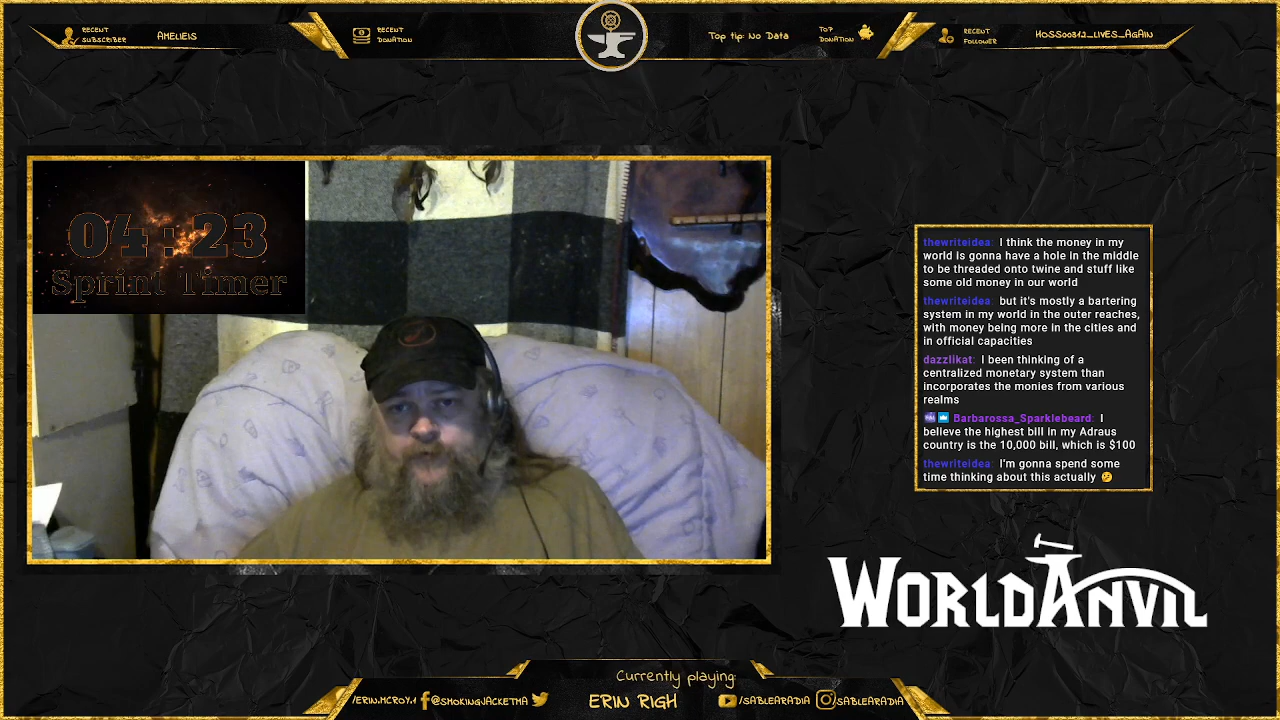 RECENT
SUBSCRIBER
AMELIEIS
RECENT
DONATION
Top tip: No Data
TOP
DONATION
RECENT
FOLLOWER
HOSS00312_LIVES_AGAIN
04:23
Sprint Timer
thewriteidea: I think the money in my
world is gonna have a hole in the middle
to be threaded onto twine and stuff like
some old money in our world
thewriteidea: but it's mostly a bartering
system in my world in the outer reaches,
with money being more in the cities and
in official capacities
dazzlikat: I been thinking of a
centralized monetary system than
incorporates the monies from various
realms
Barbarossa_Sparklebeard: I
believe the highest bill in my Adraus
country is the 10,000 bill, which is $100
thewriteidea: I'm gonna spend some
time thinking about this actually 🤔
WORLDANVIL
Currently playing:
/ERIN.MCROY.1
@SMOKINGJACKETMA
ERIN RIGH
/SABLEARADIA
/SABLEARADIA